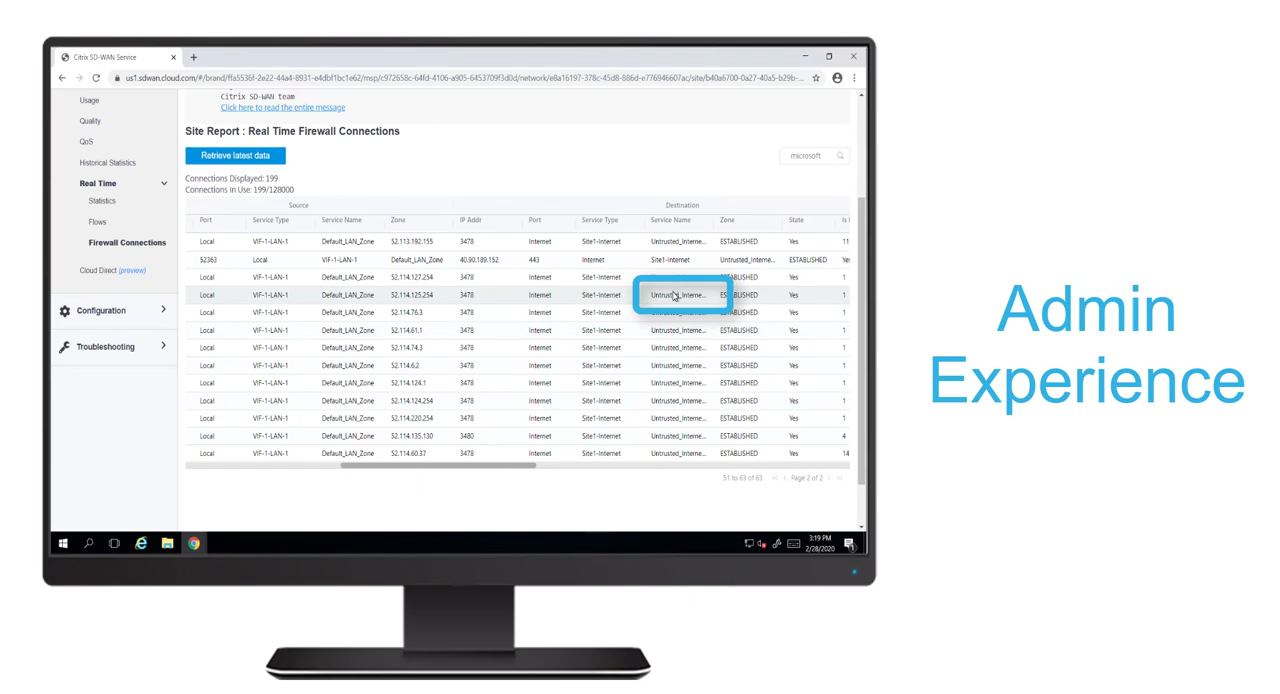 Citrix SD-WAN Service
us1.sdwan.cloud.com/#/brand/ffa5536f-2e22-44a4-8931-e4dbf1bc1e62/msp/c972658c-64fd-4106-a905-6453709f3d0d/network/e8a16197-378c-45d8-886d-e776946607ac/site/b40a6700-0a27-40a5-b29b-...
Usage
Quality
QoS
Historical Statistics
Real Time
Statistics
Flows
Firewall Connections
Cloud Direct (preview)
Configuration
Troubleshooting
Citrix SD-WAN team
Click here to read the entire message
Site Report : Real Time Firewall Connections
Retrieve latest data
microsoft
Connections Displayed: 199
Connections In Use: 199/128000
Source Destination
Port Service Type Service Name Zone IP Addr Port Service Type Service Name Zone State Is
Local VIF-1-LAN-1 Default_LAN_Zone 52.113.192.155 3478 Internet Site1-Internet Untrusted_Interne... ESTABLISHED Yes 11
52363 Local VIF-1-LAN-1 Default_LAN_Zone 40.90.189.152 443 Internet Site1-Internet Untrusted_Interne... ESTABLISHED Yes
Local VIF-1-LAN-1 Default_LAN_Zone 52.114.127.254 3478 Internet Site1-Internet Yes 1
Local VIF-1-LAN-1 Default_LAN_Zone 52.114.125.254 3478 Internet Site1-Internet Untrusted_Interne... ESTABLISHED Yes 1
Local VIF-1-LAN-1 Default_LAN_Zone 52.114.76.3 3478 Internet Site1-Internet Untrusted_Interne... ESTABLISHED Yes 1
Local VIF-1-LAN-1 Default_LAN_Zone 52.114.61.1 3478 Internet Site1-Internet Untrusted_Interne... ESTABLISHED Yes 1
Local VIF-1-LAN-1 Default_LAN_Zone 52.114.74.3 3478 Internet Site1-Internet Untrusted_Interne... ESTABLISHED Yes 1
Local VIF-1-LAN-1 Default_LAN_Zone 52.114.6.2 3478 Internet Site1-Internet Untrusted_Interne... ESTABLISHED Yes 1
Local VIF-1-LAN-1 Default_LAN_Zone 52.114.124.1 3478 Internet Site1-Internet Untrusted_Interne... ESTABLISHED Yes 1
Local VIF-1-LAN-1 Default_LAN_Zone 52.114.124.254 3478 Internet Site1-Internet Untrusted_Interne... ESTABLISHED Yes 1
Local VIF-1-LAN-1 Default_LAN_Zone 52.114.220.254 3478 Internet Site1-Internet Untrusted_Interne... ESTABLISHED Yes 1
Local VIF-1-LAN-1 Default_LAN_Zone 52.114.135.130 3480 Internet Site1-Internet Untrusted_Interne... ESTABLISHED Yes 4
Local VIF-1-LAN-1 Default_LAN_Zone 52.114.60.37 3478 Internet Site1-Internet Untrusted_Interne... ESTABLISHED Yes 14
51 to 63 of 63 Page 2 of 2
3:19 PM
2/28/2020
Admin
Experience